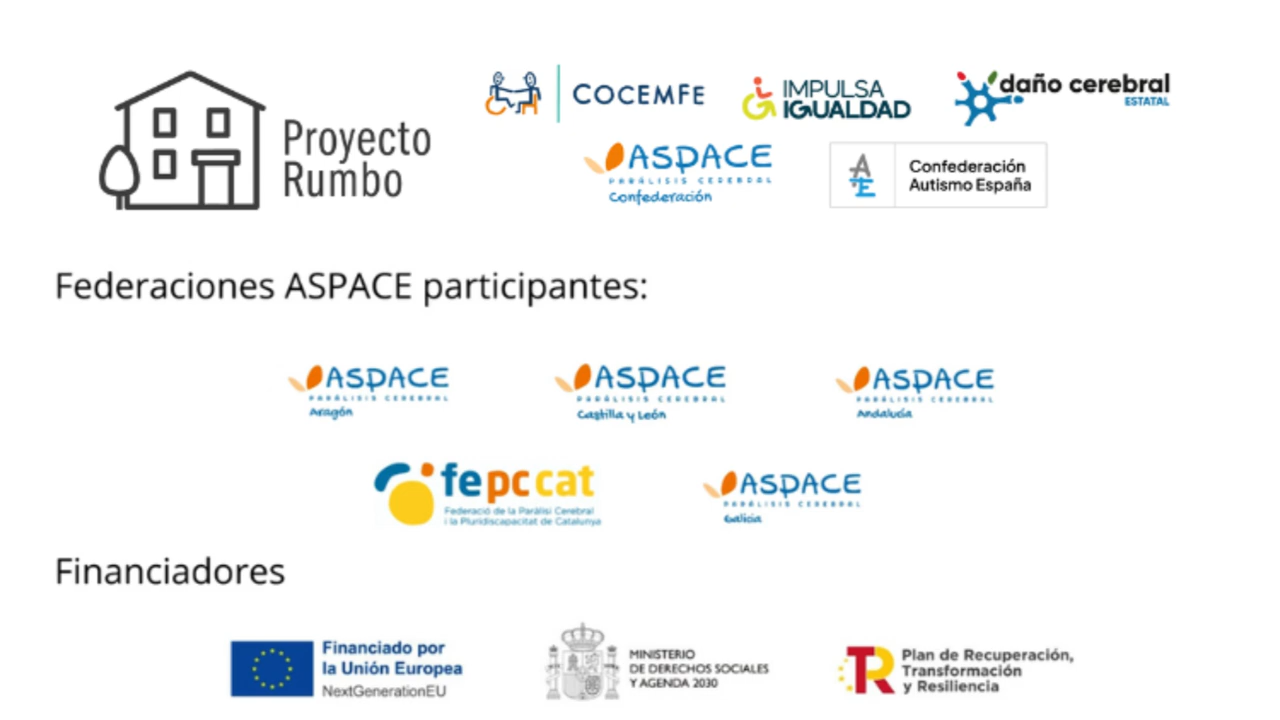 Proyecto
Rumbo
COCEMFE
IMPULSA
IGUALDAD
daño cerebral
ESTATAL
ASPACE
PARÁLISIS CEREBRAL
Confederación
AE
Confederación
Autismo España
Federaciones ASPACE participantes:
ASPACE
PARÁLISIS CEREBRAL
Aragón
ASPACE
PARÁLISIS CEREBRAL
Castilla y León
ASPACE
PARÁLISIS CEREBRAL
Andalucía
fepccat
Federació de la Paràlisi Cerebral
i la Pluridiscapacitat de Catalunya
ASPACE
PARÁLISIS CEREBRAL
Galicia
Financiadores
Financiado por
la Unión Europea
NextGenerationEU
MINISTERIO
DE DERECHOS SOCIALES
Y AGENDA 2030
TR
Plan de Recuperación,
Transformación
y Resiliencia